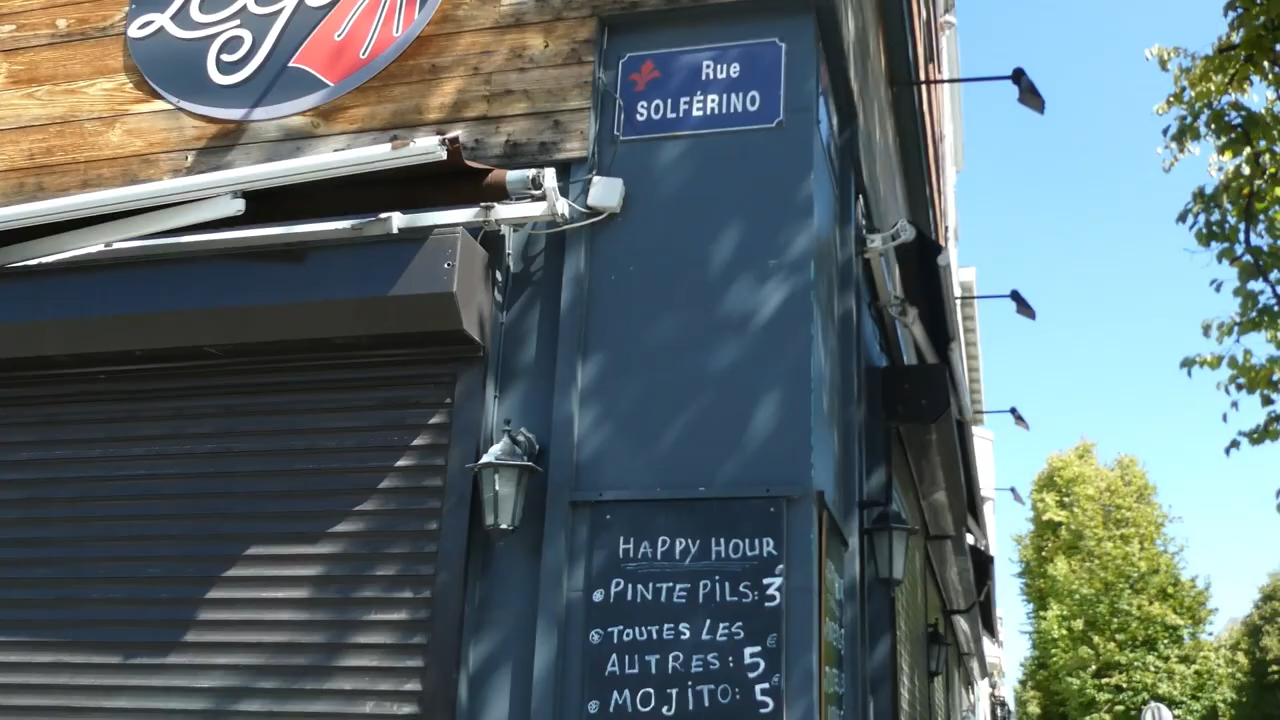 Rue
SOLFÉRINO
HAPPY HOUR
PINTE PILS: 3€
TOUTES LES
AUTRES: 5€
MOJITO: 5€